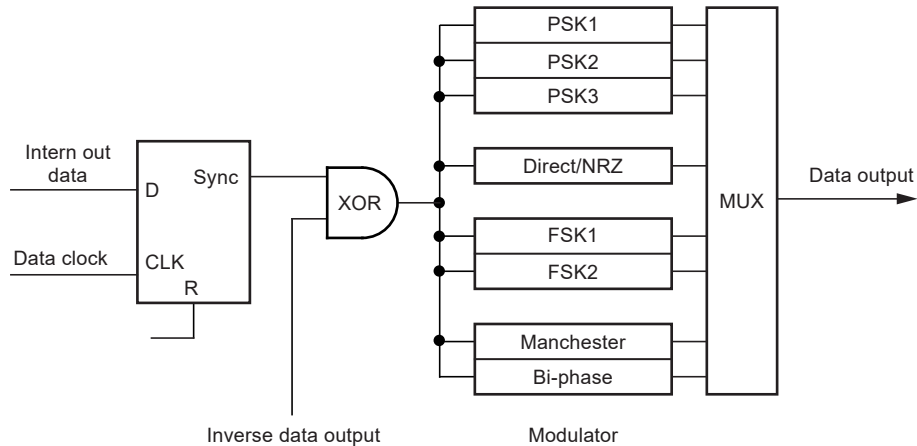 PSK1
PSK2
PSK3
Intern out
data
D
Sync
XOR
Direct/NRZ
MUX
Data output
Data clock
CLK
R
FSK1
FSK2
Manchester
Bi-phase
Inverse data output
Modulator